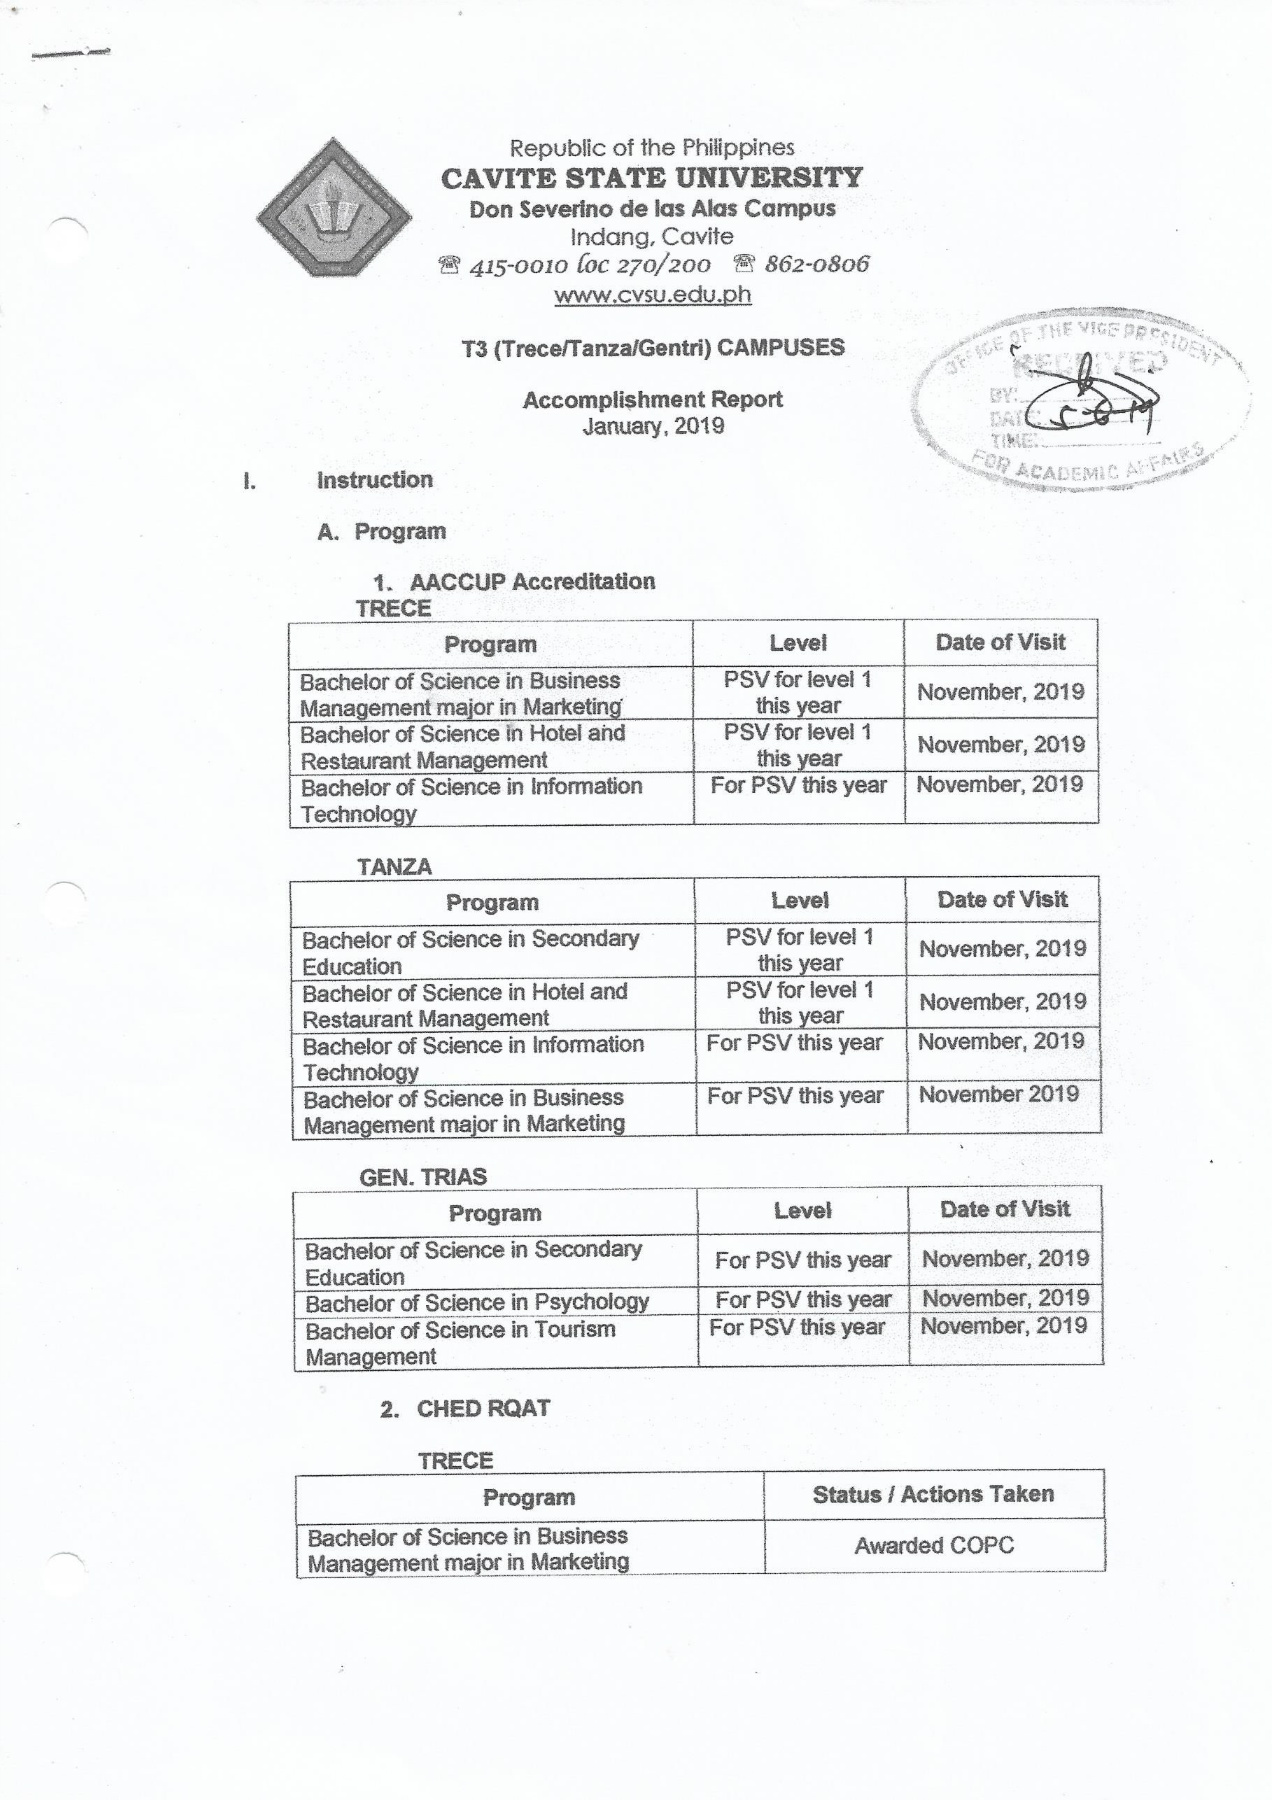 Republic of the Philippines
CAVITE STATE UNIVERSITY
Don Severino de las Alas Campus
Indang, Cavite
☏ 415-0010 loc 270/200 ☏ 862-0806
www.cvsu.edu.ph
T3 (Trece/Tanza/Gentri) CAMPUSES
OFFICE OF THE VICE PRESIDENT
RECEIVED
BY:
DATE: 5-6-19
TIME:
FOR ACADEMIC AFFAIRS
Accomplishment Report
January, 2019
I. Instruction
A. Program
1. AACCUP Accreditation
TRECE
Program Level Date of Visit
Bachelor of Science in Business PSV for level 1 November, 2019
Management major in Marketing this year
Bachelor of Science in Hotel and PSV for level 1 November, 2019
Restaurant Management this year
Bachelor of Science in Information For PSV this year November, 2019
Technology
TANZA
Program Level Date of Visit
Bachelor of Science in Secondary PSV for level 1 November, 2019
Education this year
Bachelor of Science in Hotel and PSV for level 1 November, 2019
Restaurant Management this year
Bachelor of Science in Information For PSV this year November, 2019
Technology
Bachelor of Science in Business For PSV this year November 2019
Management major in Marketing
GEN. TRIAS
Program Level Date of Visit
Bachelor of Science in Secondary For PSV this year November, 2019
Education
Bachelor of Science in Psychology For PSV this year November, 2019
Bachelor of Science in Tourism For PSV this year November, 2019
Management
2. CHED RQAT
TRECE
Program Status / Actions Taken
Bachelor of Science in Business Awarded COPC
Management major in Marketing